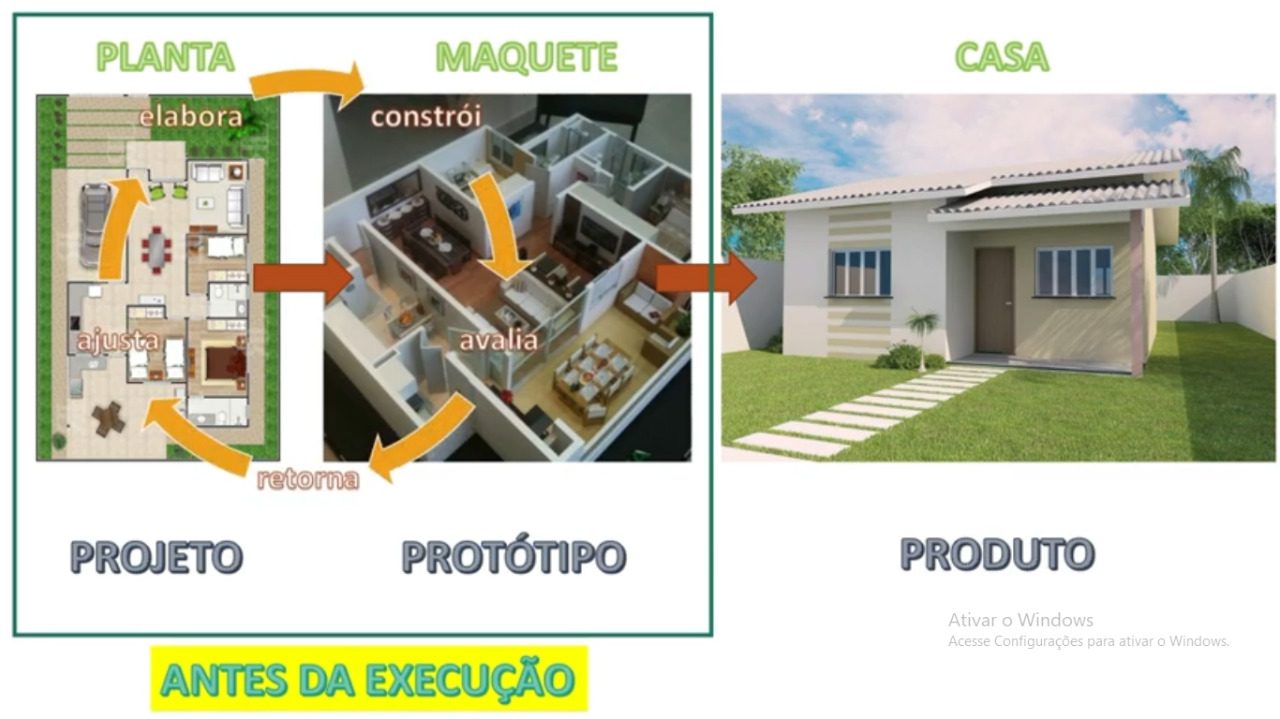 PLANTA
MAQUETE
CASA
elabora
constrói
ajusta
avalia
retorna
PROJETO
PROTÓTIPO
PRODUTO
Ativar o Windows
Acesse Configurações para ativar o Windows.
ANTES DA EXECUÇÃO